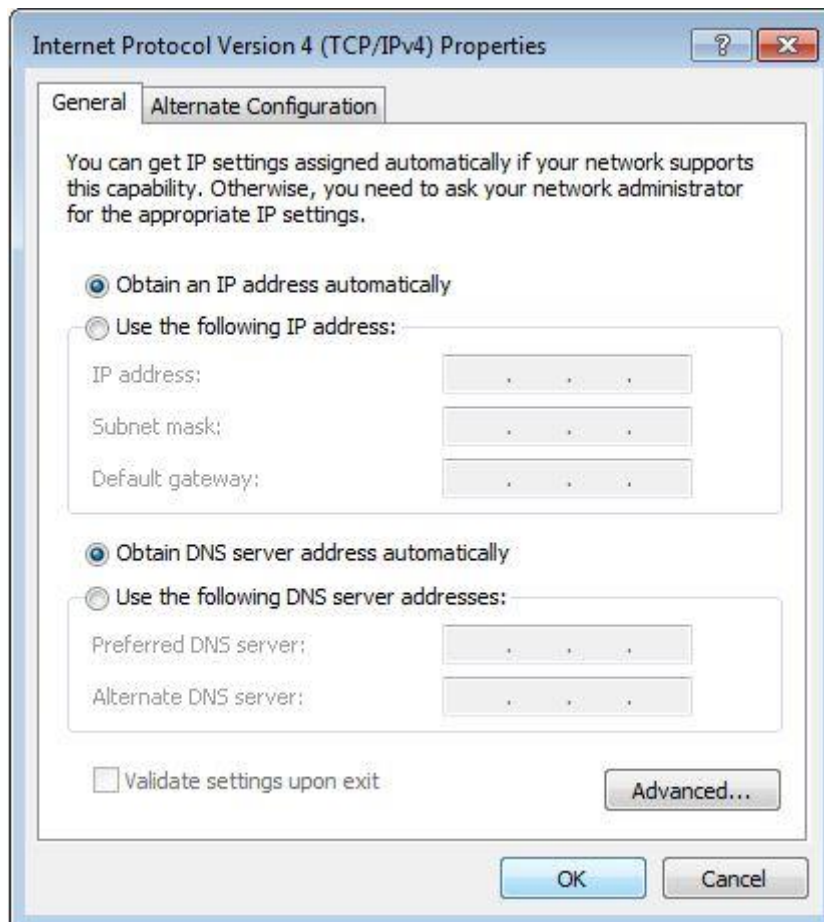 Internet Protocol Version 4 (TCP/IPv4) Properties
General
Alternate Configuration
You can get IP settings assigned automatically if your network supports
this capability. Otherwise, you need to ask your network administrator
for the appropriate IP settings.
Obtain an IP address automatically
Use the following IP address:
IP address:
Subnet mask:
Default gateway:
Obtain DNS server address automatically
Use the following DNS server addresses:
Preferred DNS server:
Alternate DNS server:
Validate settings upon exit
Advanced...
OK
Cancel